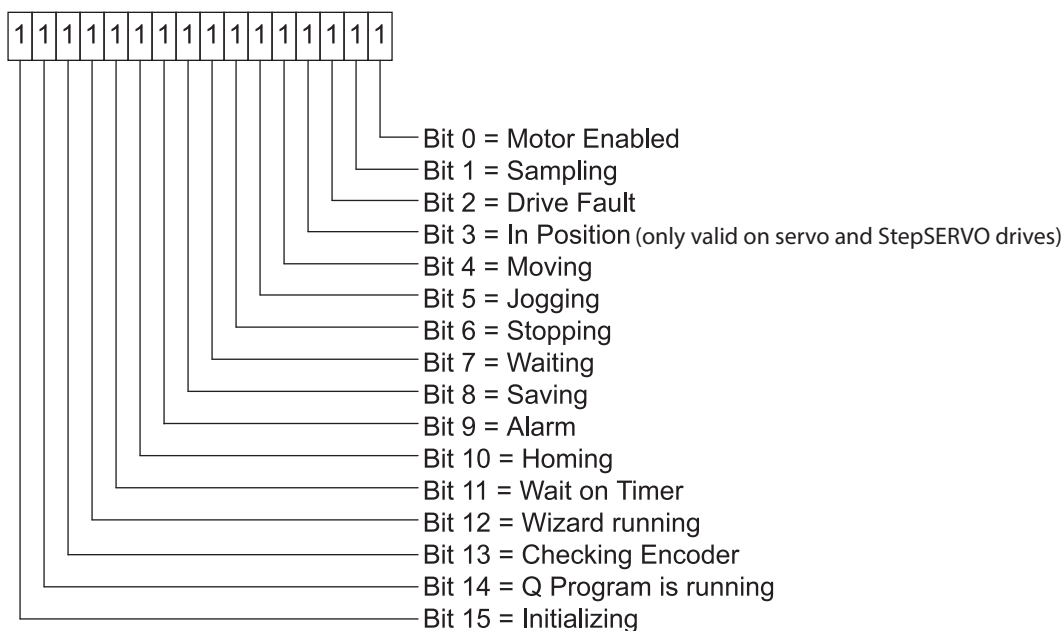 1 1 1 1 1 1 1 1 1 1 1 1 1 1 1 1
Bit 0 = Motor Enabled
Bit 1 = Sampling
Bit 2 = Drive Fault
Bit 3 = In Position (only valid on servo and StepSERVO drives)
Bit 4 = Moving
Bit 5 = Jogging
Bit 6 = Stopping
Bit 7 = Waiting
Bit 8 = Saving
Bit 9 = Alarm
Bit 10 = Homing
Bit 11 = Wait on Timer
Bit 12 = Wizard running
Bit 13 = Checking Encoder
Bit 14 = Q Program is running
Bit 15 = Initializing